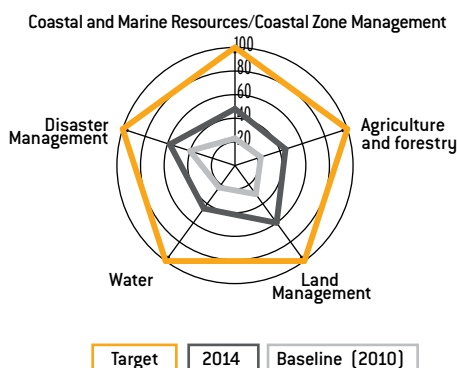 Coastal and Marine Resources/Coastal Zone Management
100
80
60
40
20
Disaster
Management
Agriculture
and forestry
Water
Land
Management
Target
2014
Baseline (2010)